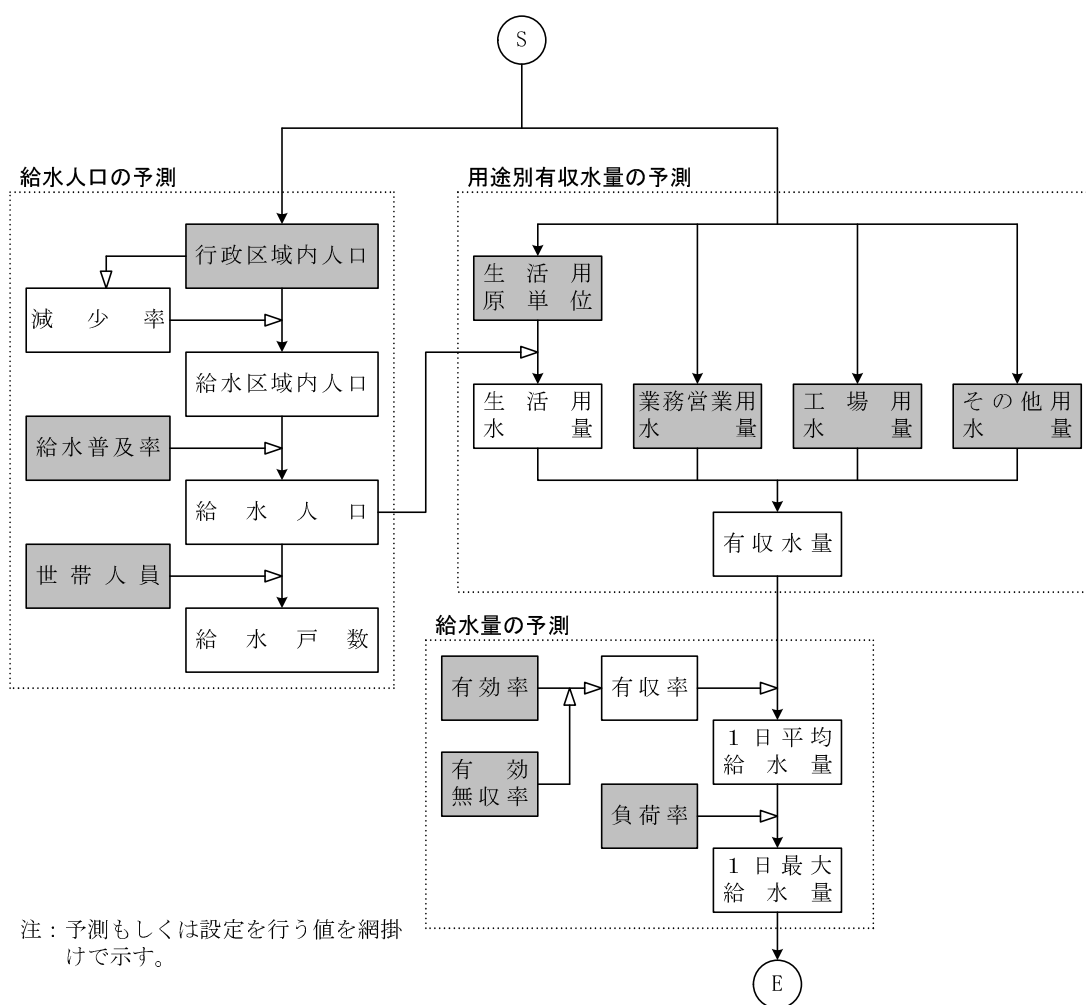 S
給水人口の予測
行政区域内人口
減少率
給水区域内人口
給水普及率
給水人口
世帯人員
給水戸数
用途別有収水量の予測
生活用
原単位
生活用
水量
業務営業用
水量
工場用
水量
その他用
水量
有収水量
給水量の予測
有効率
有収率
有効
無収率
1日平均
給水量
負荷率
1日最大
給水量
E
注：予測もしくは設定を行う値を網掛
けで示す。